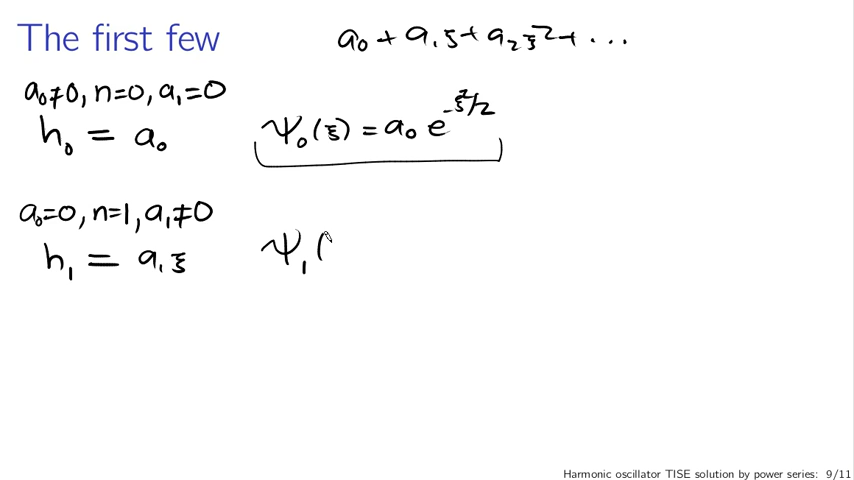 The first few
a₀ + a₁ξ + a₂ξ² + ...
a₀≠0, n=0, a₁=0
h₀ = a₀
ψ₀(ξ) = a₀ e^(-ξ²/2)
a₀=0, n=1, a₁≠0
h₁ = a₁ξ
ψ₁(
Harmonic oscillator TISE solution by power series: 9/11